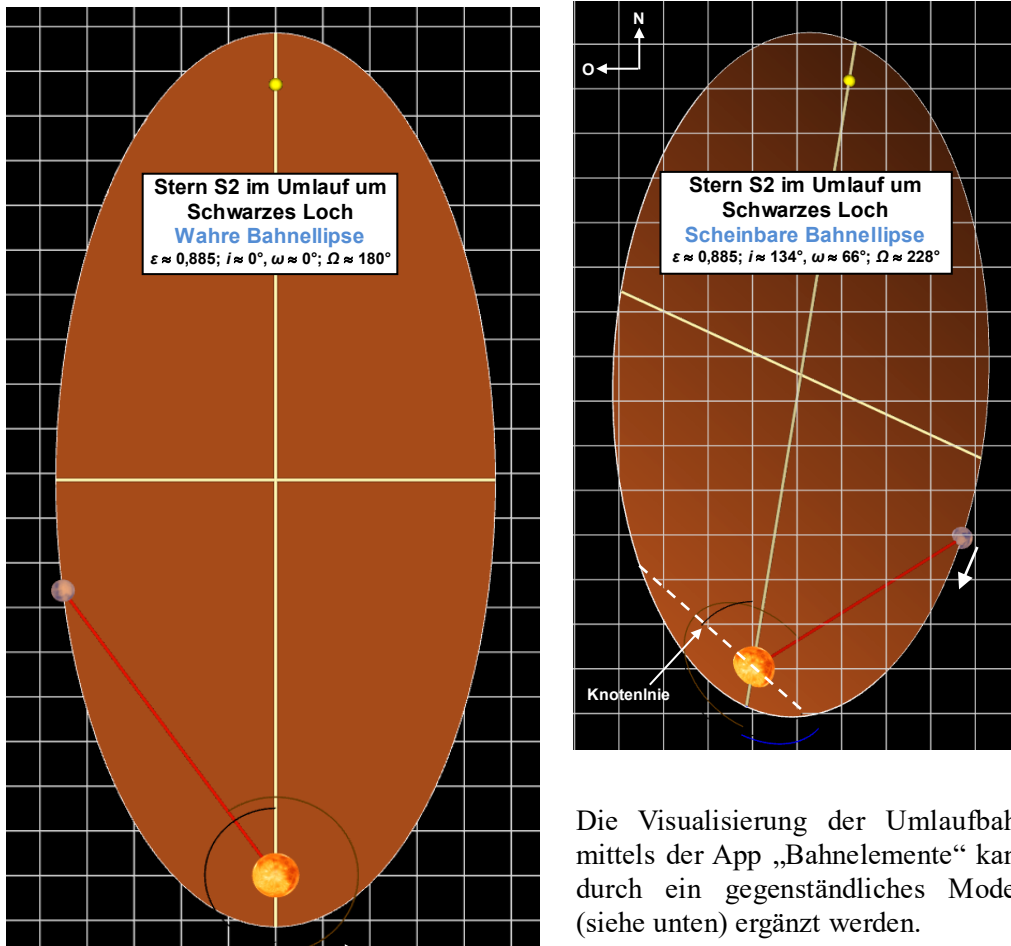 Stern S2 im Umlauf um
Schwarzes Loch
Wahre Bahnellipse
ε ≈ 0,885; i ≈ 0°, ω ≈ 0°; Ω ≈ 180°
N
O
Stern S2 im Umlauf um
Schwarzes Loch
Scheinbare Bahnellipse
ε ≈ 0,885; i ≈ 134°, ω ≈ 66°; Ω ≈ 228°
Knotenlnie
Die Visualisierung der Umlaufbah
mittels der App „Bahnelemente“ kan
durch ein gegenständliches Mode
(siehe unten) ergänzt werden.